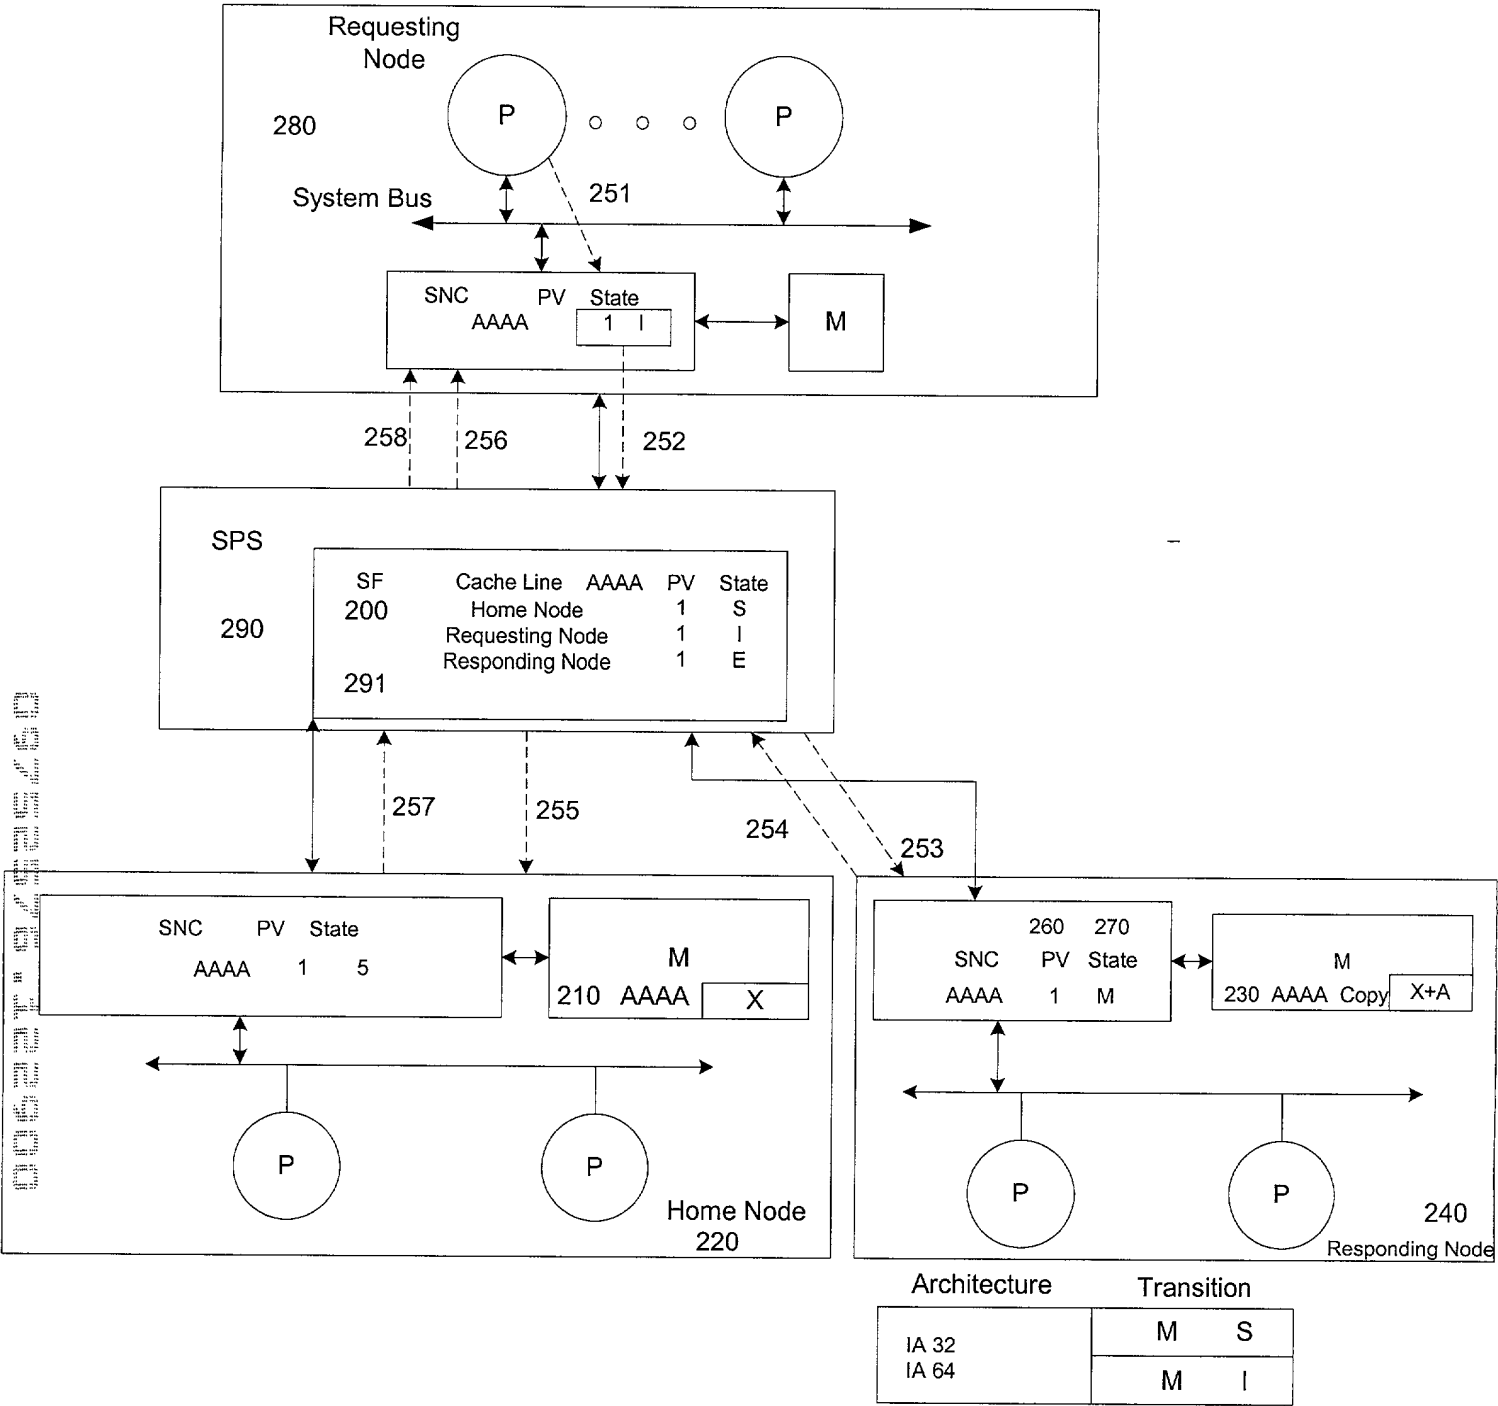 Requesting
Node
280
P
P
251
System Bus
SNC PV State
AAAA 1 I
M
258
256
252
SPS
290
SF Cache Line AAAA PV State
200 Home Node 1 S
Requesting Node 1 I
Responding Node 1 E
291
257
255
254
253
SNC PV State
AAAA 1 5
M
210 AAAA X
P
P
Home Node
220
260 270
SNC PV State
AAAA 1 M
M
230 AAAA Copy X+A
P
P
240
Responding Node
Architecture Transition
IA 32
IA 64
M S
M I